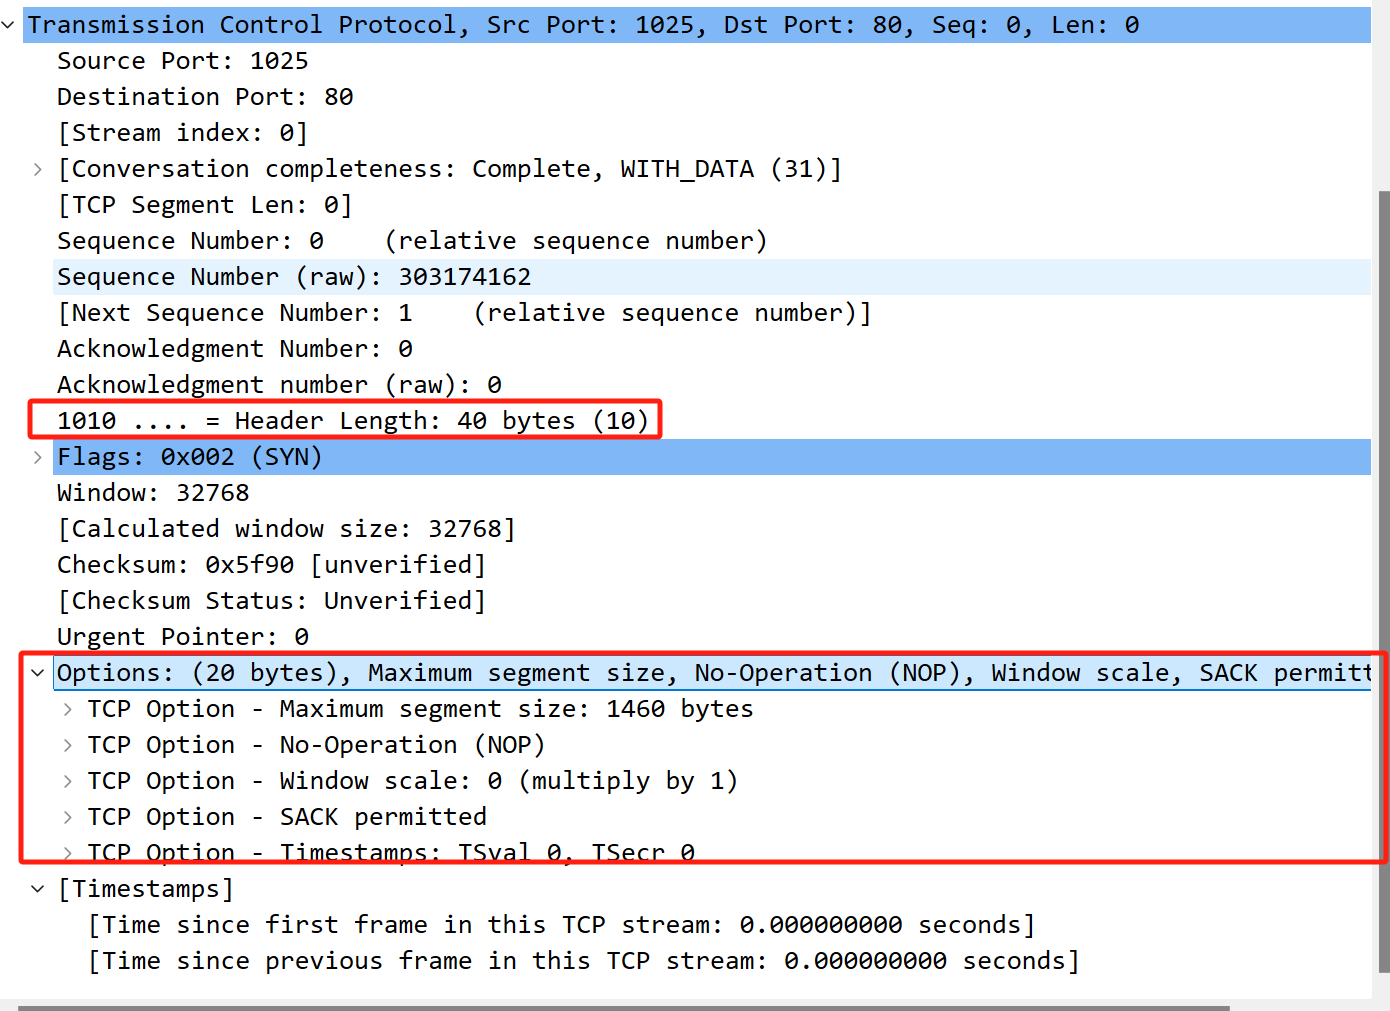 Transmission Control Protocol, Src Port: 1025, Dst Port: 80, Seq: 0, Len: 0
Source Port: 1025
Destination Port: 80
[Stream index: 0]
[Conversation completeness: Complete, WITH_DATA (31)]
[TCP Segment Len: 0]
Sequence Number: 0    (relative sequence number)
Sequence Number (raw): 303174162
[Next Sequence Number: 1    (relative sequence number)]
Acknowledgment Number: 0
Acknowledgment number (raw): 0
1010 .... = Header Length: 40 bytes (10)
Flags: 0x002 (SYN)
Window: 32768
[Calculated window size: 32768]
Checksum: 0x5f90 [unverified]
[Checksum Status: Unverified]
Urgent Pointer: 0
Options: (20 bytes), Maximum segment size, No-Operation (NOP), Window scale, SACK permitt
TCP Option - Maximum segment size: 1460 bytes
TCP Option - No-Operation (NOP)
TCP Option - Window scale: 0 (multiply by 1)
TCP Option - SACK permitted
TCP Option - Timestamps: TSval 0, TSecr 0
[Timestamps]
[Time since first frame in this TCP stream: 0.000000000 seconds]
[Time since previous frame in this TCP stream: 0.000000000 seconds]